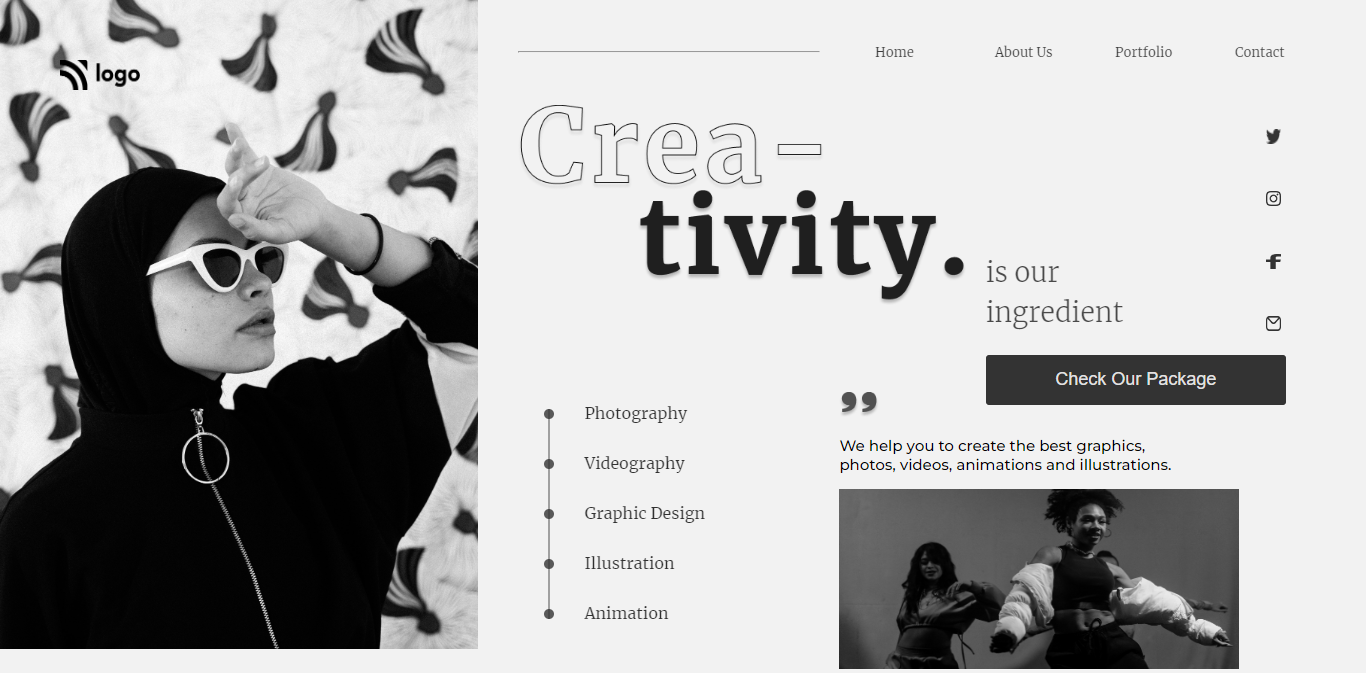 logo
Home About Us Portfolio Contact
Crea-
tivity.
is our
ingredient
Check Our Package
Photography
Videography
Graphic Design
Illustration
Animation
”
We help you to create the best graphics,
photos, videos, animations and illustrations.